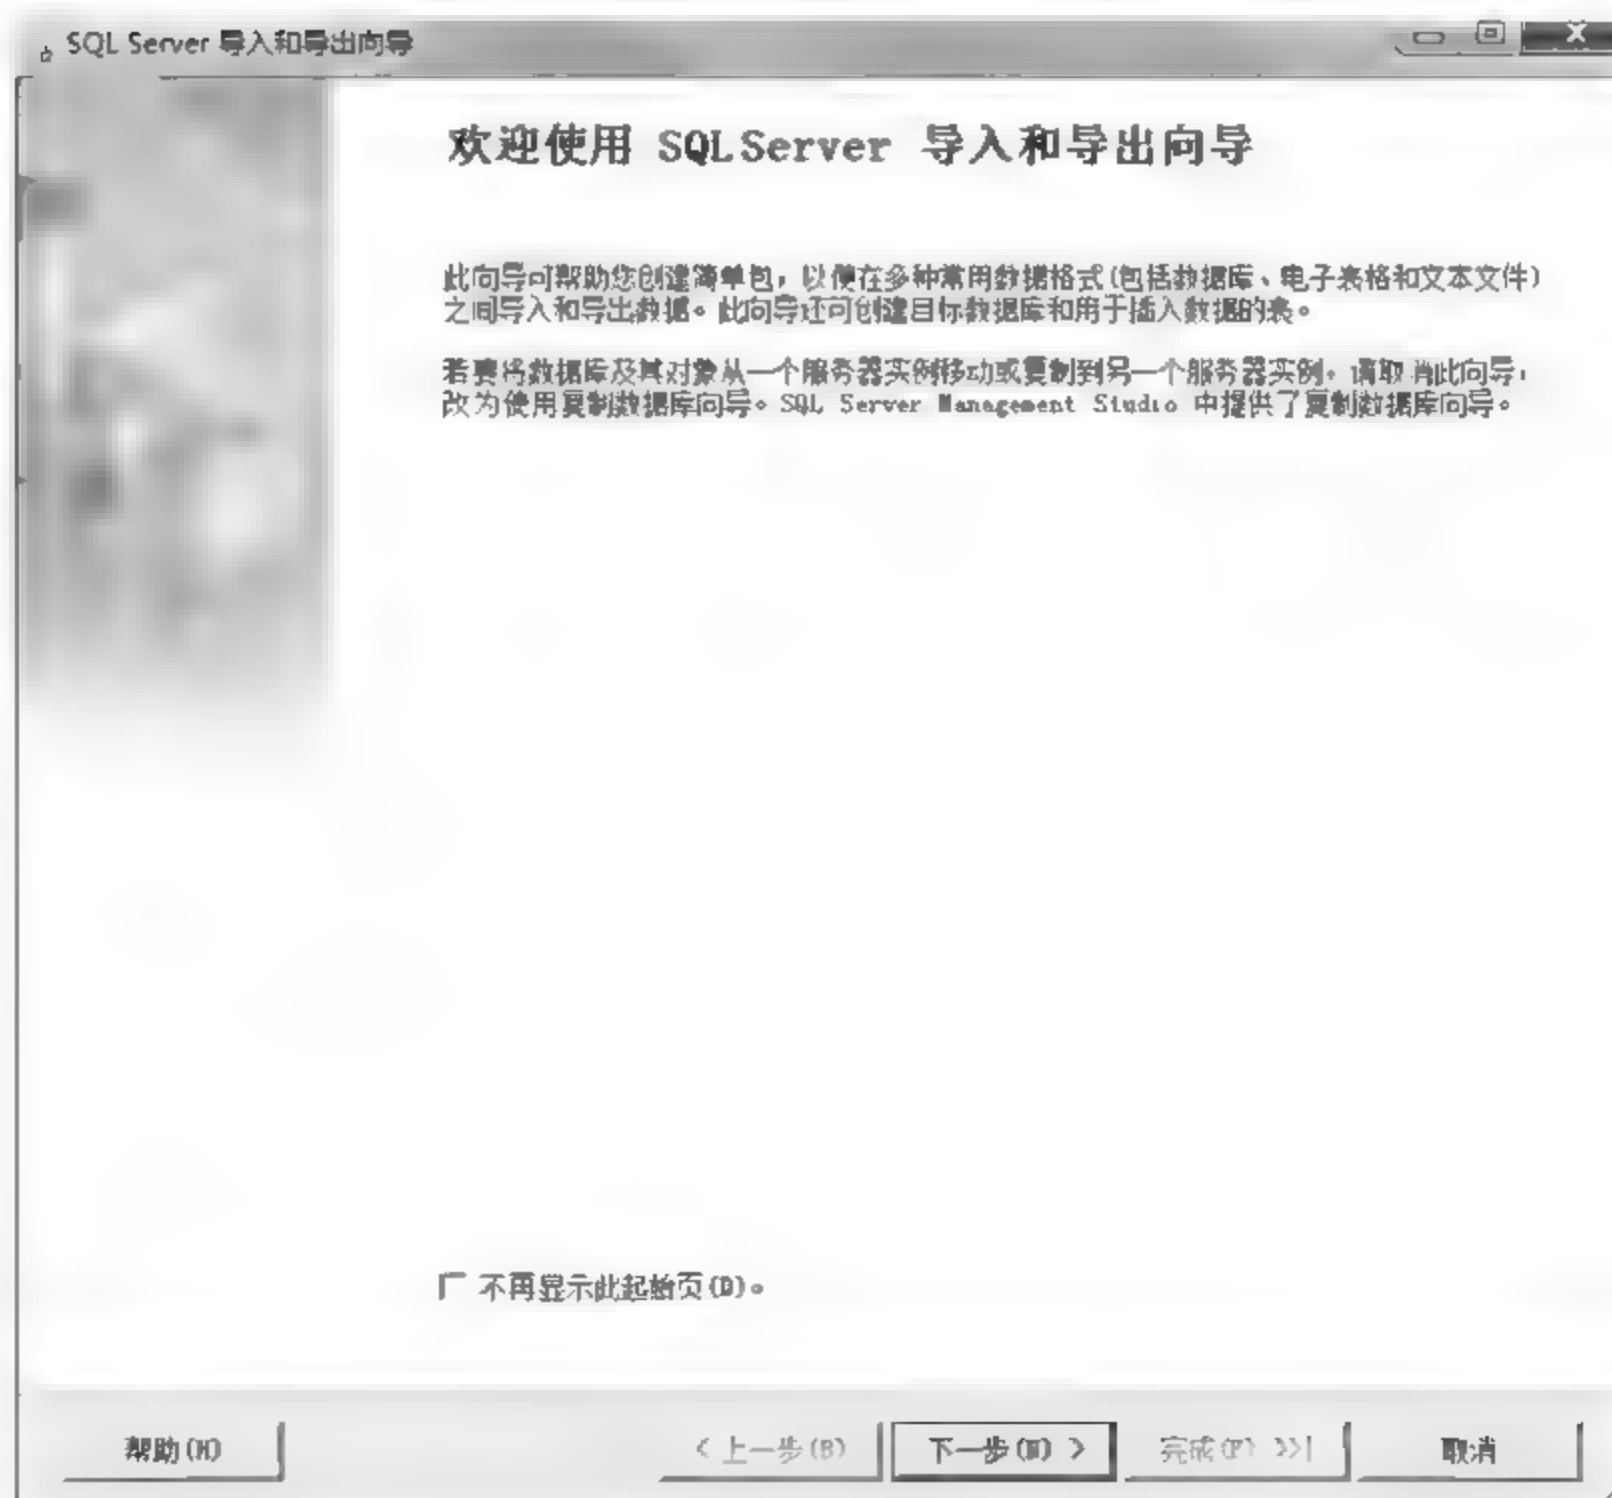 SQL Server 导入和导出向导
欢迎使用 SQL Server 导入和导出向导
此向导可帮助您创建简单包，以便在多种常用数据格式(包括数据库、电子表格和文本文件)
之间导入和导出数据。此向导还可创建目标数据库和用于插入数据的表。
若要将数据库及其对象从一个服务器实例移动或复制到另一个服务器实例，请取消此向导，
改为使用复制数据库向导。SQL Server Management Studio 中提供了复制数据库向导。
不再显示此起始页(D)。
帮助(H) < 上一步(B) 下一步(N) > 完成(F) >>| 取消